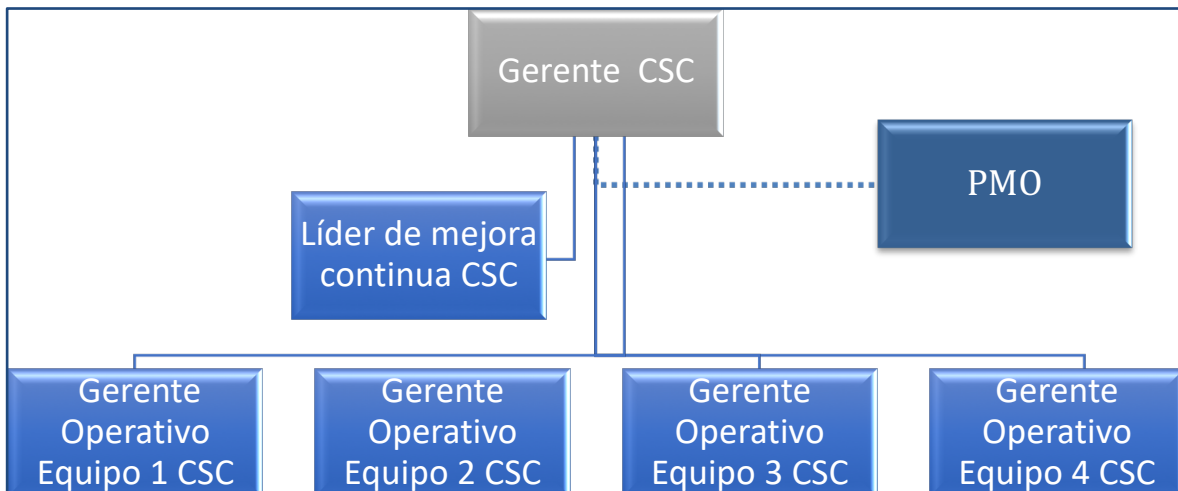 Gerente CSC
PMO
Líder de mejora
continua CSC
Gerente
Operativo
Equipo 1 CSC
Gerente
Operativo
Equipo 2 CSC
Gerente
Operativo
Equipo 3 CSC
Gerente
Operativo
Equipo 4 CSC